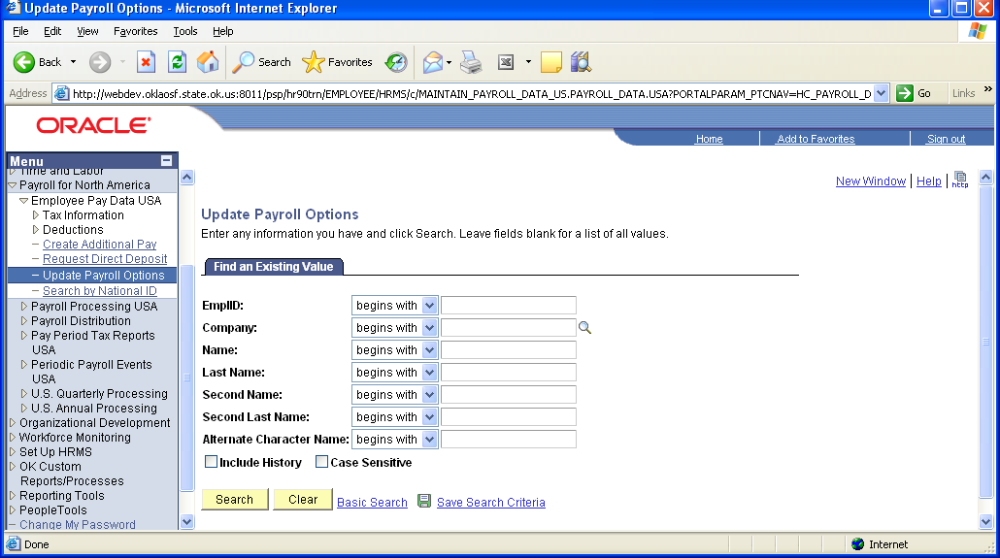 Update Payroll Options - Microsoft Internet Explorer
File Edit View Favorites Tools Help
Back Search Favorites
Address http://webdev.oklaosf.state.ok.us:8011/psp/hr90trn/EMPLOYEE/HRMS/c/MAINTAIN_PAYROLL_DATA_US.PAYROLL_DATA.USA?PORTALPARAM_PTCNAV=HC_PAYROLL_D Go Links »
ORACLE®
Home Add to Favorites Sign out
Menu
Time and Labor
Payroll for North America
Employee Pay Data USA
Tax Information
Deductions
Create Additional Pay
Request Direct Deposit
Update Payroll Options
Search by National ID
Payroll Processing USA
Payroll Distribution
Pay Period Tax Reports
USA
Periodic Payroll Events
USA
U.S. Quarterly Processing
U.S. Annual Processing
Organizational Development
Workforce Monitoring
Set Up HRMS
OK Custom
Reports/Processes
Reporting Tools
PeopleTools
Change My Password
New Window | Help | http
Update Payroll Options
Enter any information you have and click Search. Leave fields blank for a list of all values.
Find an Existing Value
EmplID: begins with
Company: begins with
Name: begins with
Last Name: begins with
Second Name: begins with
Second Last Name: begins with
Alternate Character Name: begins with
Include History Case Sensitive
Search Clear Basic Search Save Search Criteria
Done Internet